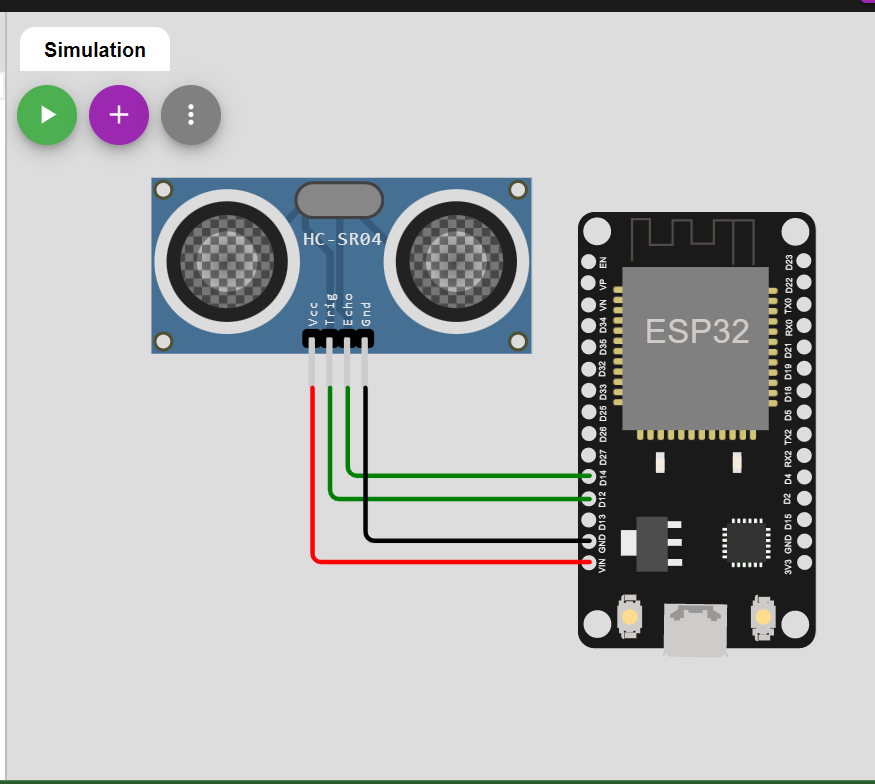 Simulation
HC-SR04
Vcc
Trig
Echo
Gnd
ESP32
EN
VP
VN
D34
D35
D32
D33
D25
D26
D27
D14
D12
D13
GND
VIN
D23
D22
TX0
RX0
D21
D19
D18
D5
TX2
RX2
D4
D2
D15
GND
3V3